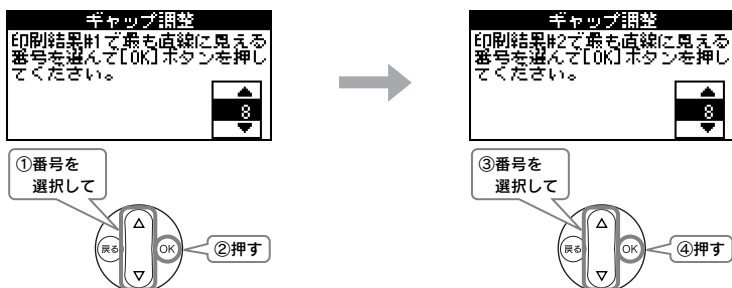 ギャップ調整
印刷結果#1で最も直線に見える
番号を選んで[OK]ボタンを押し
てください。
8
①番号を
選択して
戻る
OK
②押す
ギャップ調整
印刷結果#2で最も直線に見える
番号を選んで[OK]ボタンを押し
てください。
8
③番号を
選択して
戻る
OK
④押す